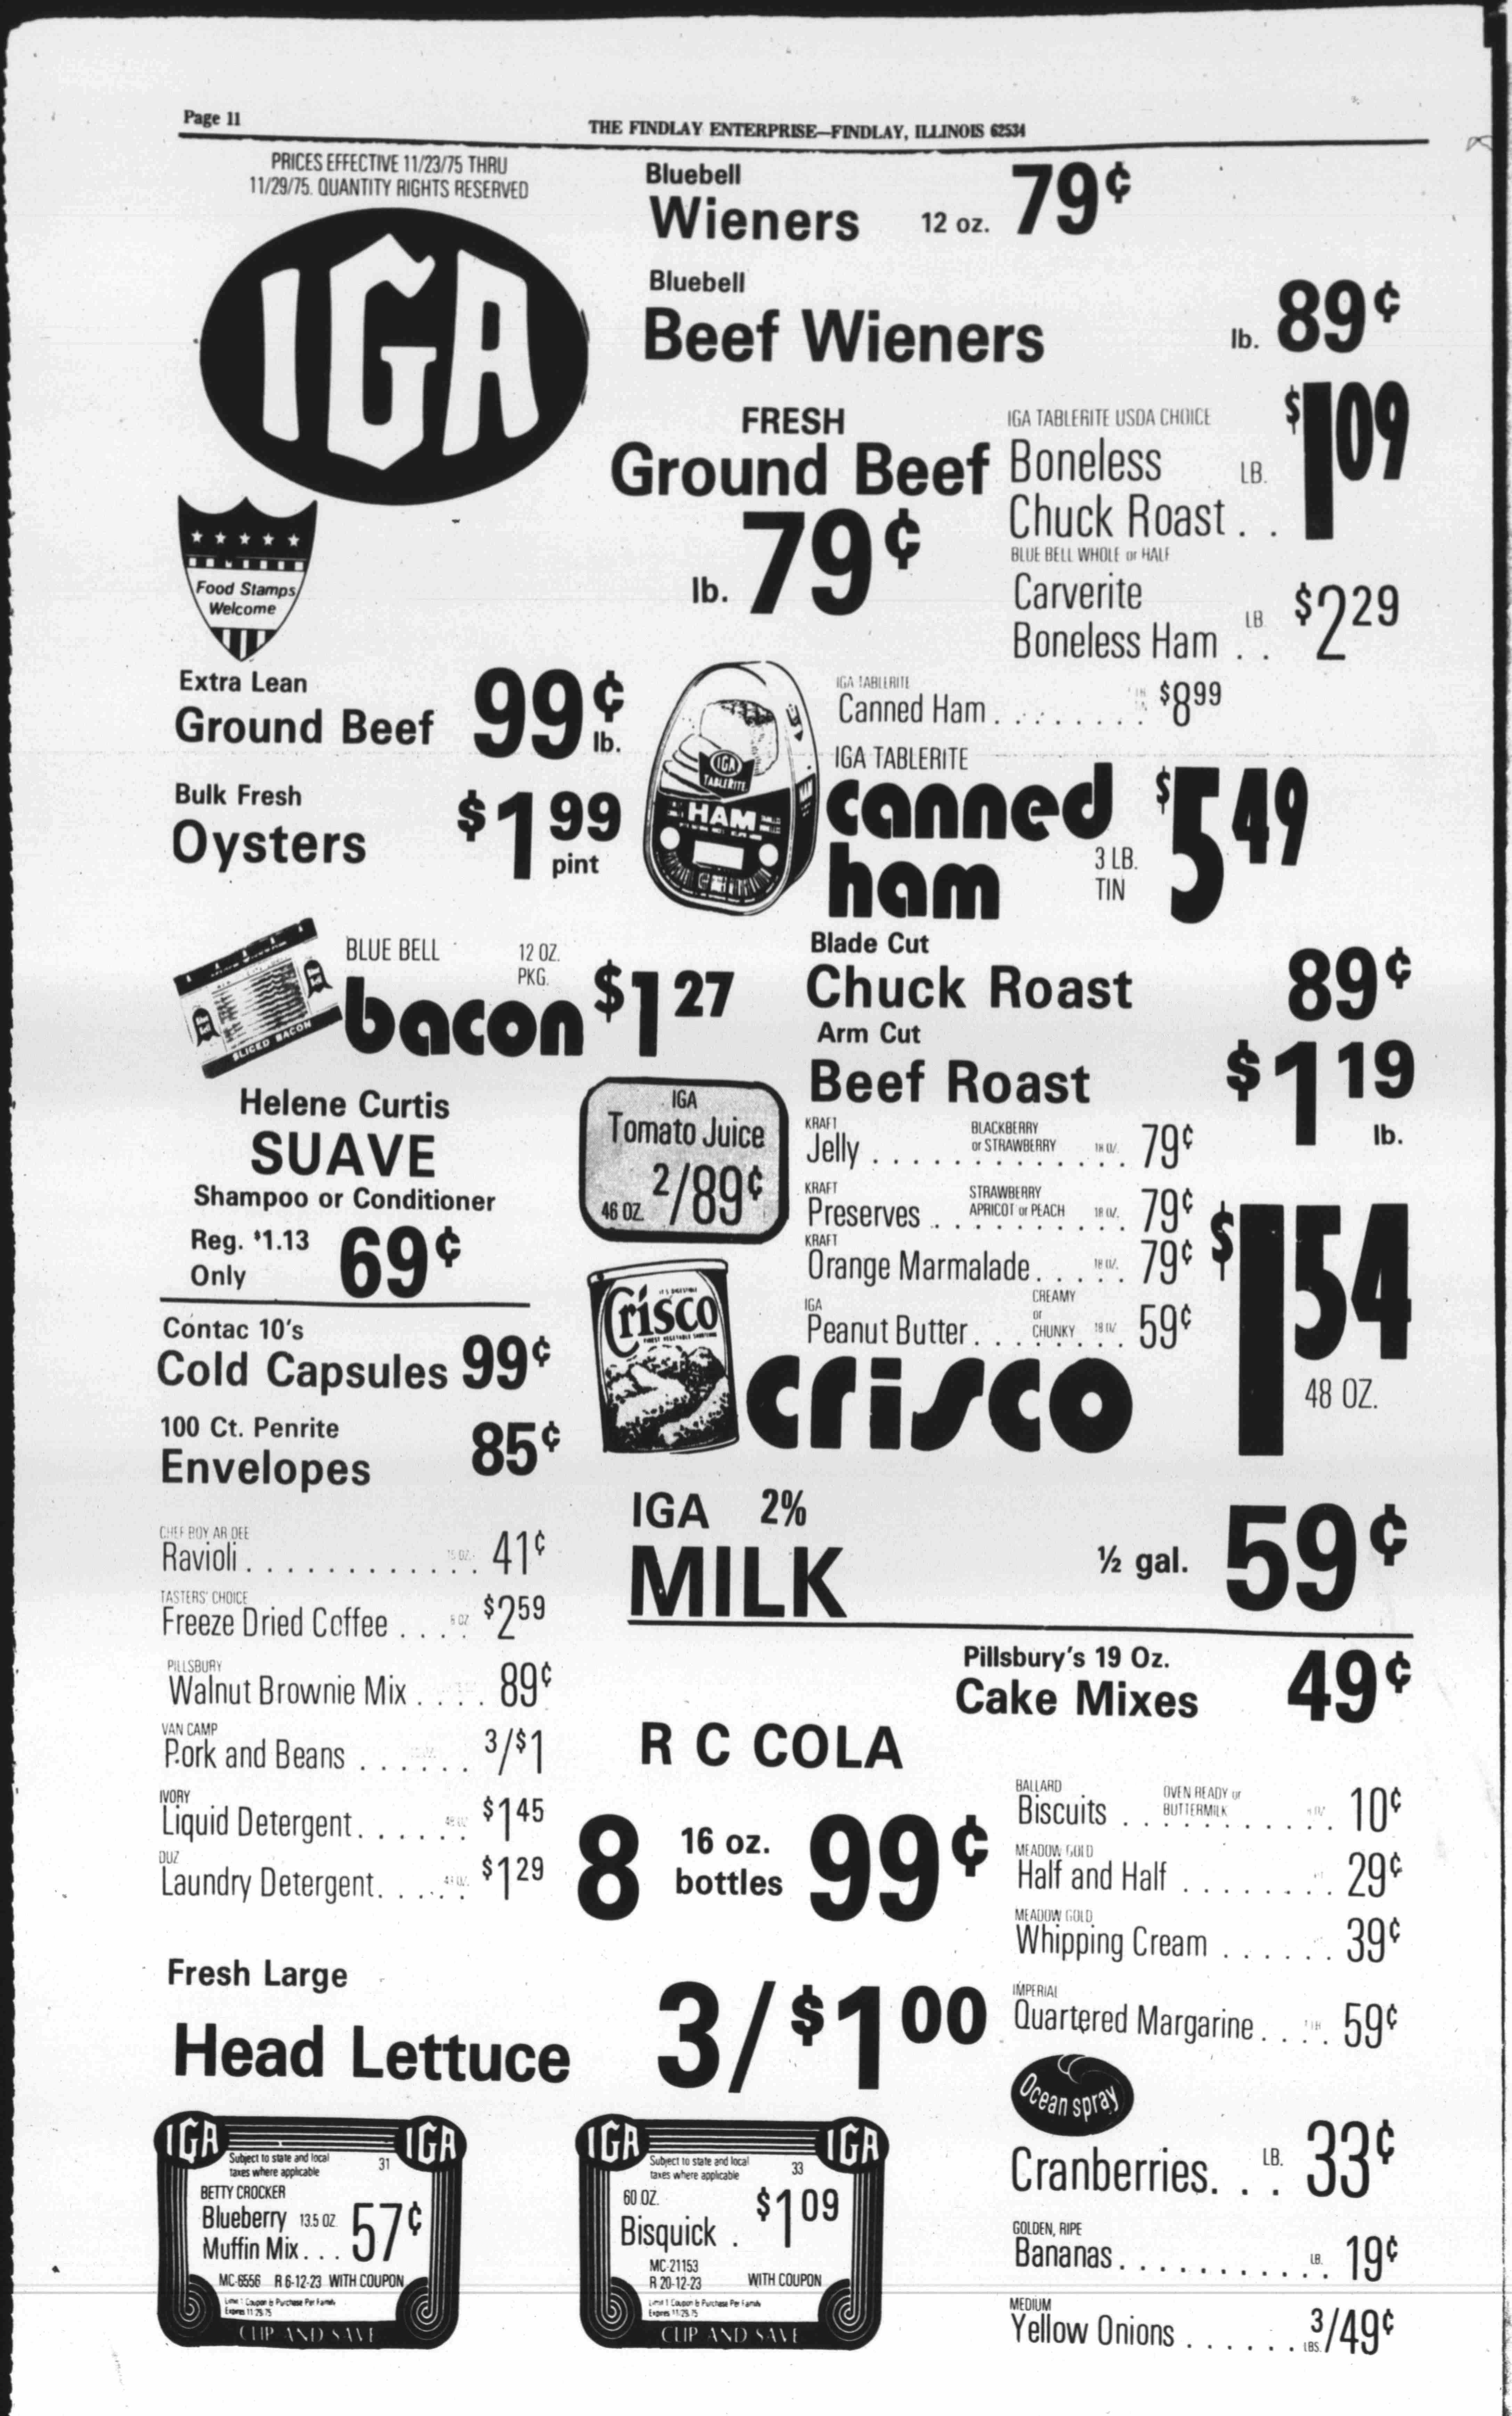 Page 11
THE FINDLAY ENTERPRISE—FINDLAY, ILLINOIS 62534
PRICES EFFECTIVE 11/23/75 THRU
11/29/75. QUANTITY RIGHTS RESERVED
IGA
Food Stamps
Welcome
Bluebell
Wieners 12 oz. 79¢
Bluebell
Beef Wieners lb. 89¢
FRESH
Ground Beef
lb. 79¢
IGA TABLERITE USDA CHOICE
Boneless LB. $1.09
Chuck Roast . .
BLUE BELL WHOLE or HALF
Carverite
Boneless Ham . . LB $2 29
Extra Lean
Ground Beef 99¢ lb.
Bulk Fresh
Oysters $1 99 pint
IGA
TABLERITE
HAM
IGA TABLERITE
Canned Ham . . . . . . . . $8 99
IGA TABLERITE
canned
ham 3 LB. TIN $5 49
BLUE BELL
SLICED BACON
bacon 12 OZ. PKG. $1 27
Blade Cut
Chuck Roast 89¢
Arm Cut
Beef Roast $1 19 lb.
Helene Curtis
SUAVE
Shampoo or Conditioner
Reg. $1.13
Only 69¢
IGA
Tomato Juice
46 OZ. 2/89¢
KRAFT
Jelly BLACKBERRY or STRAWBERRY 18 OZ. 79¢
KRAFT
Preserves STRAWBERRY APRICOT or PEACH 18 OZ. 79¢
KRAFT
Orange Marmalade 18 OZ. 79¢
IGA
Peanut Butter CREAMY or CHUNKY 18 OZ. 59¢
Contac 10's
Cold Capsules 99¢
100 Ct. Penrite
Envelopes 85¢
Crisco
crisco $1 54
48 OZ.
CHEF BOY AR DEE
Ravioli . . . . . . . . . . . . 15 OZ. 41¢
TASTERS' CHOICE
Freeze Dried Coffee . . . . 8 OZ. $2 59
PILLSBURY
Walnut Brownie Mix . . . . 89¢
VAN CAMP
Pork and Beans . . . . . . 3/$1
IVORY
Liquid Detergent. . . . . . 48 OZ. $1 45
DUZ
Laundry Detergent. . . . . $1 29
IGA 2%
MILK ½ gal. 59¢
Pillsbury's 19 Oz.
Cake Mixes 49¢
R C COLA
8 16 oz. bottles 99¢
BALLARD
Biscuits OVEN READY or BUTTERMILK 10¢
MEADOW GOLD
Half and Half . . . . . . . . 29¢
MEADOW GOLD
Whipping Cream . . . . . . 39¢
IMPERIAL
Quartered Margarine. . . . 1 LB. 59¢
Fresh Large
Head Lettuce 3/$1 00
Ocean spray
Cranberries. . . LB. 33¢
GOLDEN, RIPE
Bananas. . . . . . . . . . . LB. 19¢
MEDIUM
Yellow Onions . . . . . . 3 LBS./49¢
IGA IGA
Subject to state and local
taxes where applicable 31
BETTY CROCKER
Blueberry 13.5 OZ.
Muffin Mix. . . 57¢
MC-6556 R 6-12-23 WITH COUPON
Limit 1 Coupon & Purchase Per Family
Expires 11/29/75
CLIP AND SAVE
IGA IGA
Subject to state and local
taxes where applicable 33
60 OZ.
Bisquick . $1 09
MC-21153
R 20-12-23 WITH COUPON
Limit 1 Coupon & Purchase Per Family
Expires 11/29/75
CLIP AND SAVE